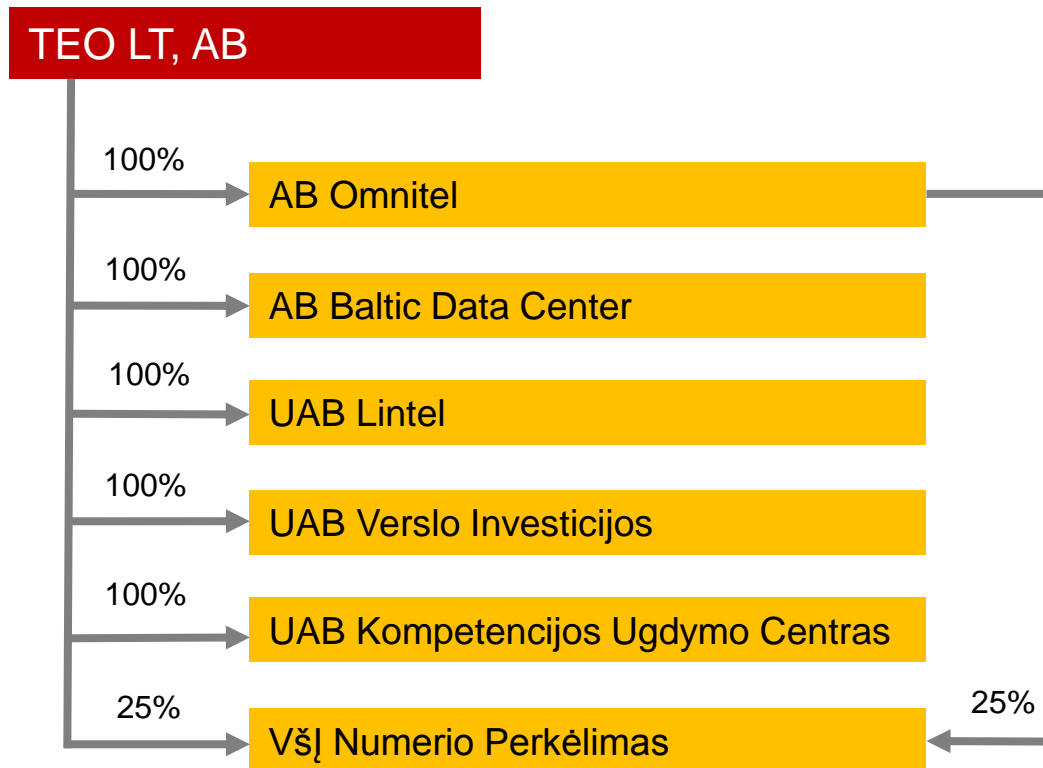 TEO LT, AB
100%
AB Omnitel
100%
AB Baltic Data Center
100%
UAB Lintel
100%
UAB Verslo Investicijos
100%
UAB Kompetencijos Ugdymo Centras
25%
VšĮ Numerio Perkėlimas
25%